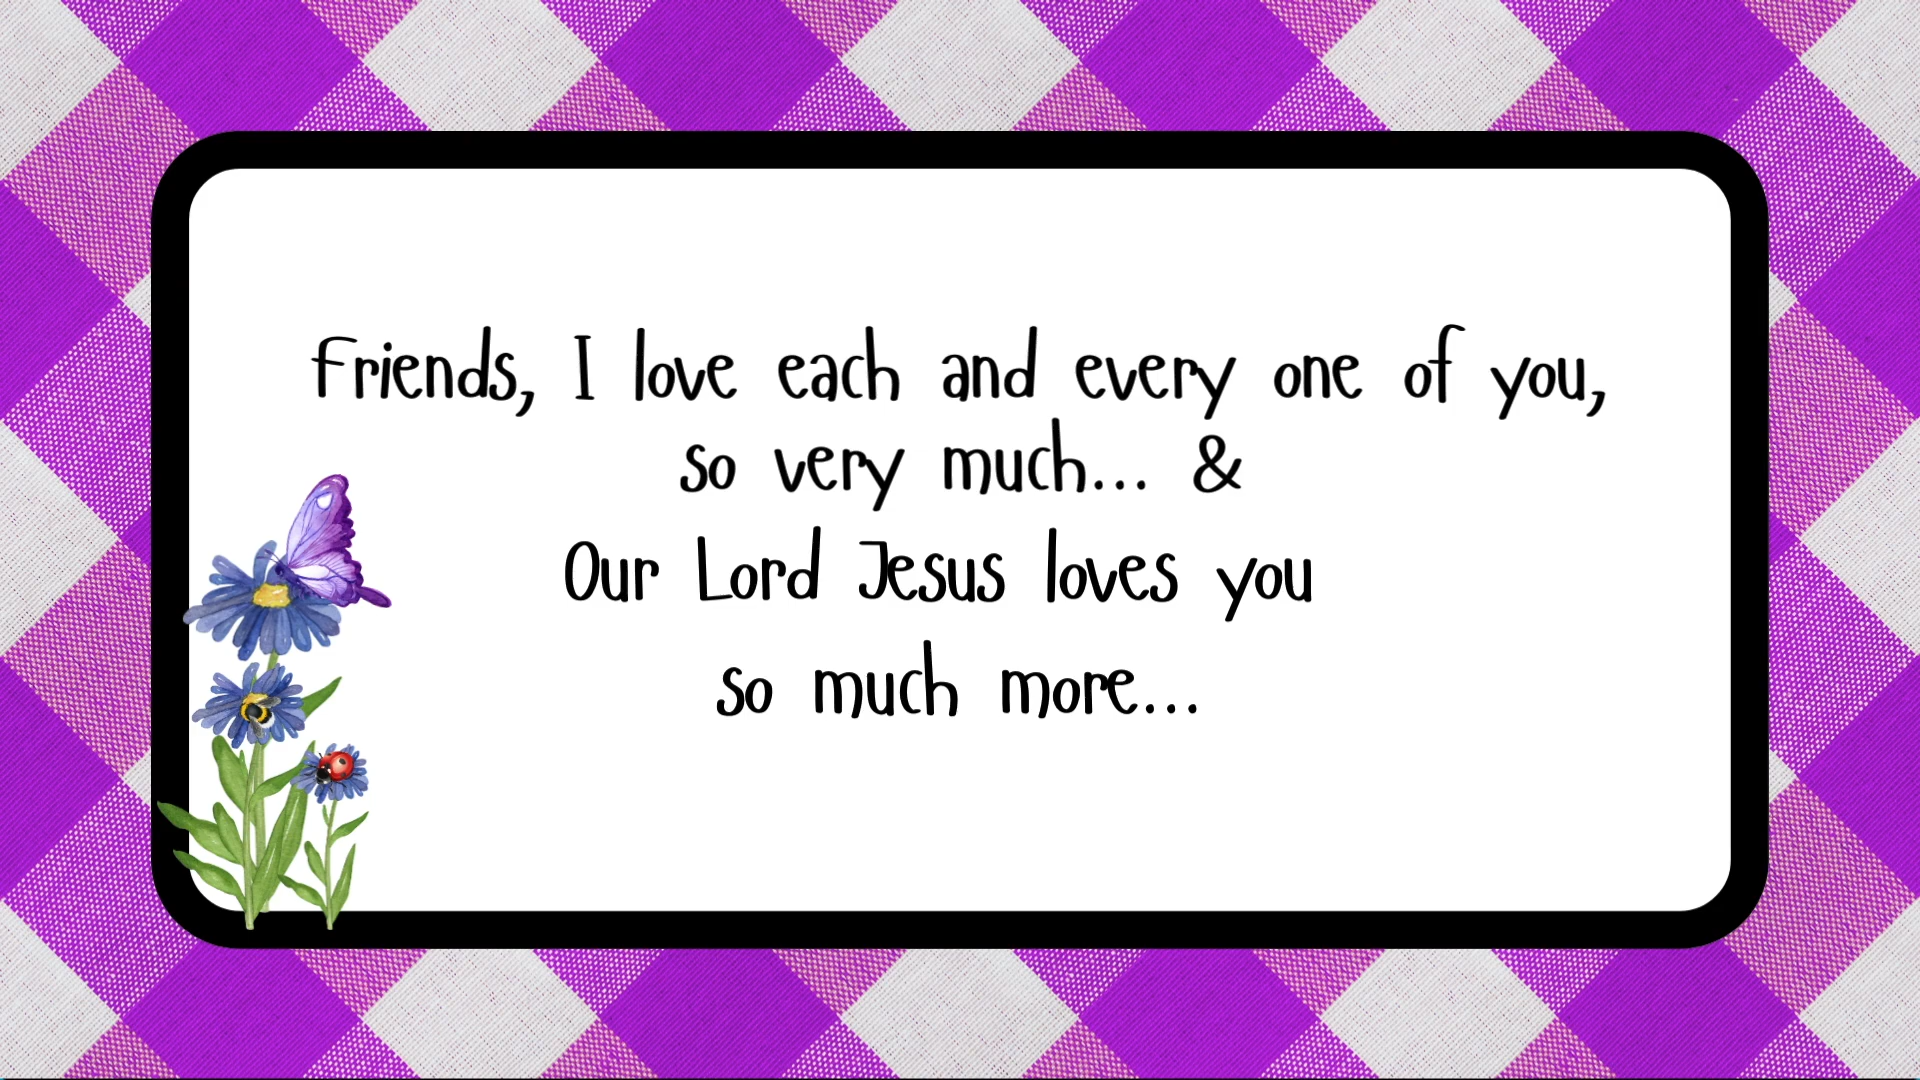 Friends, I love each and every one of you,
so very much... &
Our Lord Jesus loves you
so much more...